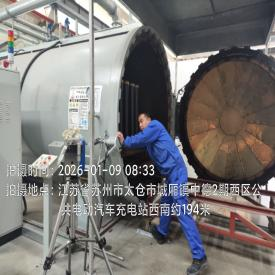 拍摄时间：2026-01-09 08:33
拍摄地点：江苏省苏州市太仓市城厢镇中德2期西区公
共电动汽车充电站西南约194米